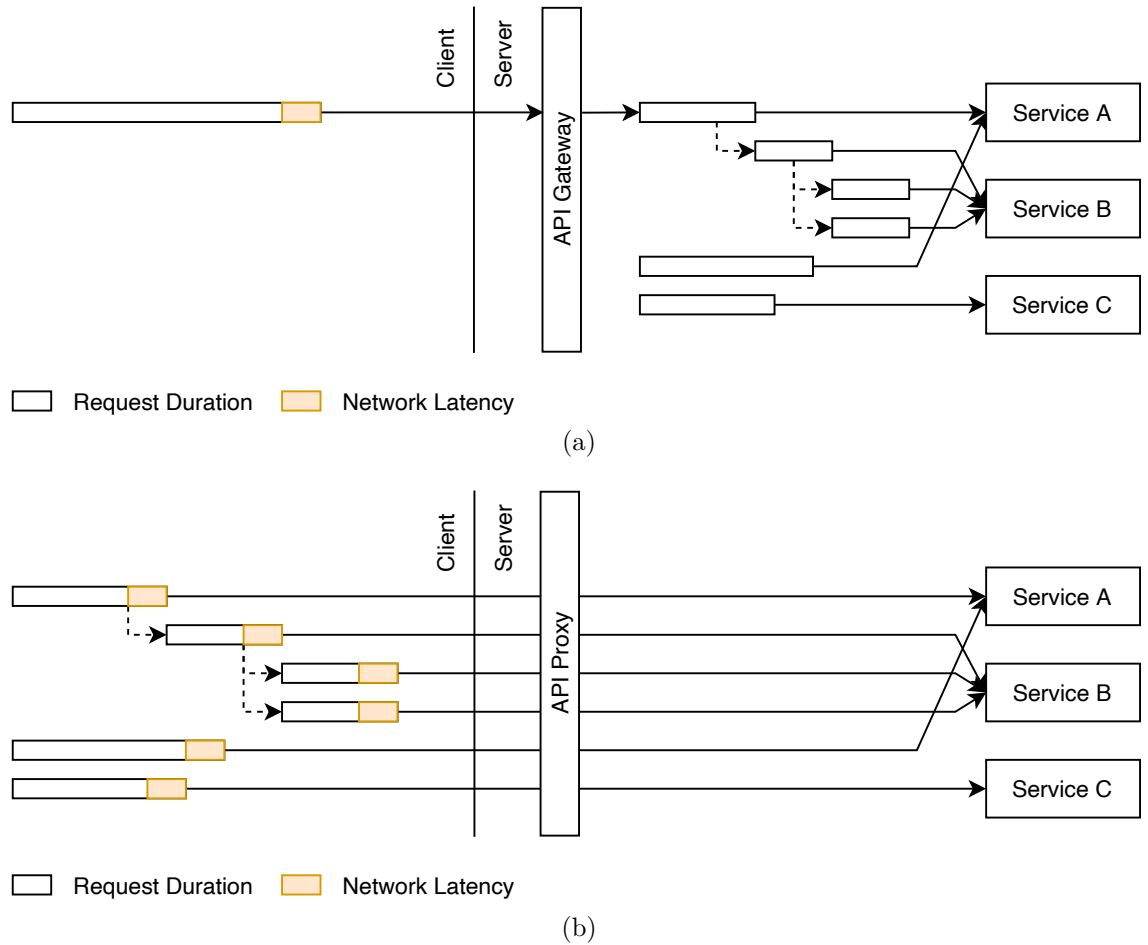 Client
Server
API Gateway
Service A
Service B
Service C
Request Duration
Network Latency
(a)
Client
Server
API Proxy
Service A
Service B
Service C
Request Duration
Network Latency
(b)